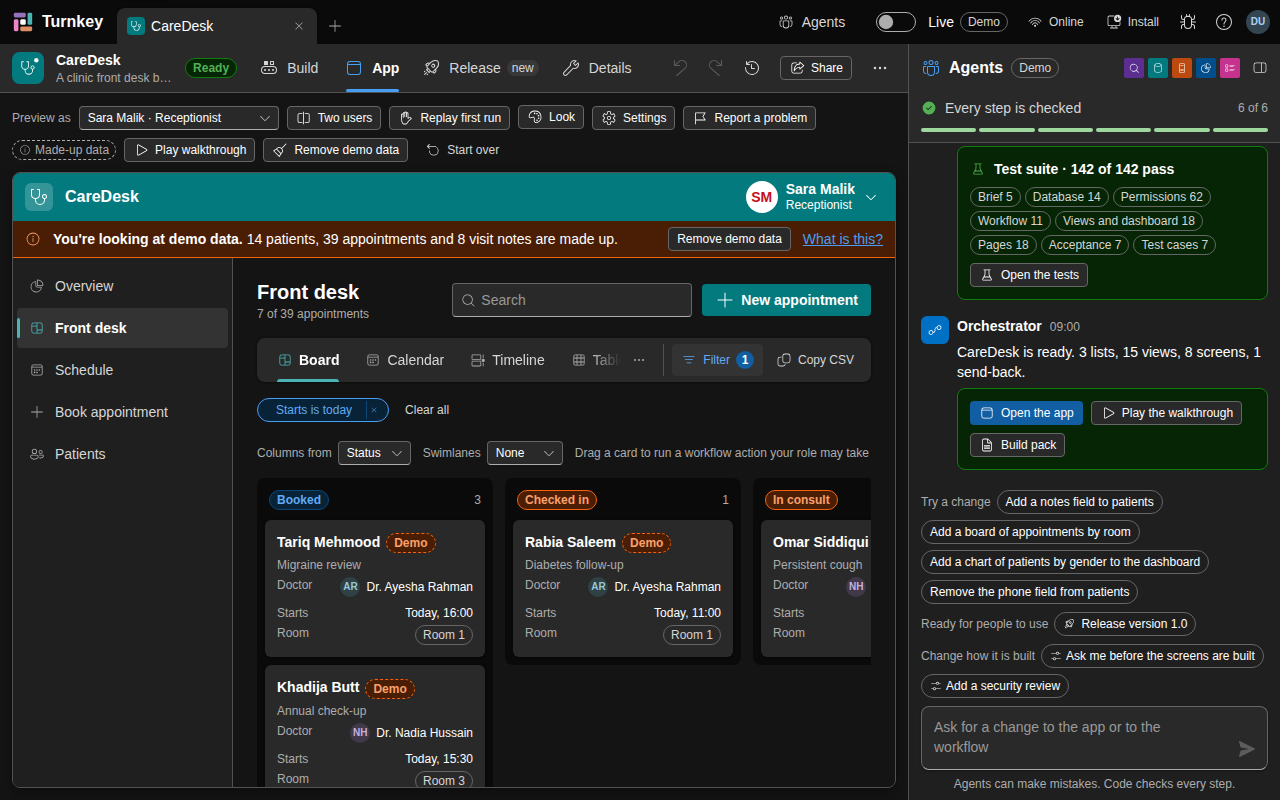 Turnkey
CareDesk
Agents
Live
Demo
Online
Install
DU
CareDesk
A clinic front desk b...
Ready
Build
App
Release new
Details
Share
Preview as
Sara Malik · Receptionist
Two users
Replay first run
Look
Settings
Report a problem
Made-up data
Play walkthrough
Remove demo data
Start over
CareDesk
SM
Sara Malik
Receptionist
You're looking at demo data. 14 patients, 39 appointments and 8 visit notes are made up.
Remove demo data
What is this?
Overview
Front desk
Schedule
Book appointment
Patients
Front desk
7 of 39 appointments
Search
New appointment
Board
Calendar
Timeline
Filter 1
Copy CSV
Starts is today
Clear all
Columns from
Status
Swimlanes
None
Drag a card to run a workflow action your role may take
Booked 3
Tariq Mehmood Demo
Migraine review
Doctor AR Dr. Ayesha Rahman
Starts Today, 16:00
Room Room 1
Khadija Butt Demo
Annual check-up
Doctor NH Dr. Nadia Hussain
Starts Today, 15:30
Room Room 3
Checked in 1
Rabia Saleem Demo
Diabetes follow-up
Doctor AR Dr. Ayesha Rahman
Starts Today, 11:00
Room Room 1
In consult
Omar Siddiqui
Persistent cough
Doctor NH
Starts
Room
Agents
Demo
Every step is checked
6 of 6
Test suite · 142 of 142 pass
Brief 5
Database 14
Permissions 62
Workflow 11
Views and dashboard 18
Pages 18
Acceptance 7
Test cases 7
Open the tests
Orchestrator 09:00
CareDesk is ready. 3 lists, 15 views, 8 screens, 1
send-back.
Open the app
Play the walkthrough
Build pack
Try a change
Add a notes field to patients
Add a board of appointments by room
Add a chart of patients by gender to the dashboard
Remove the phone field from patients
Ready for people to use
Release version 1.0
Change how it is built
Ask me before the screens are built
Add a security review
Ask for a change to the app or to the
workflow
Agents can make mistakes. Code checks every step.